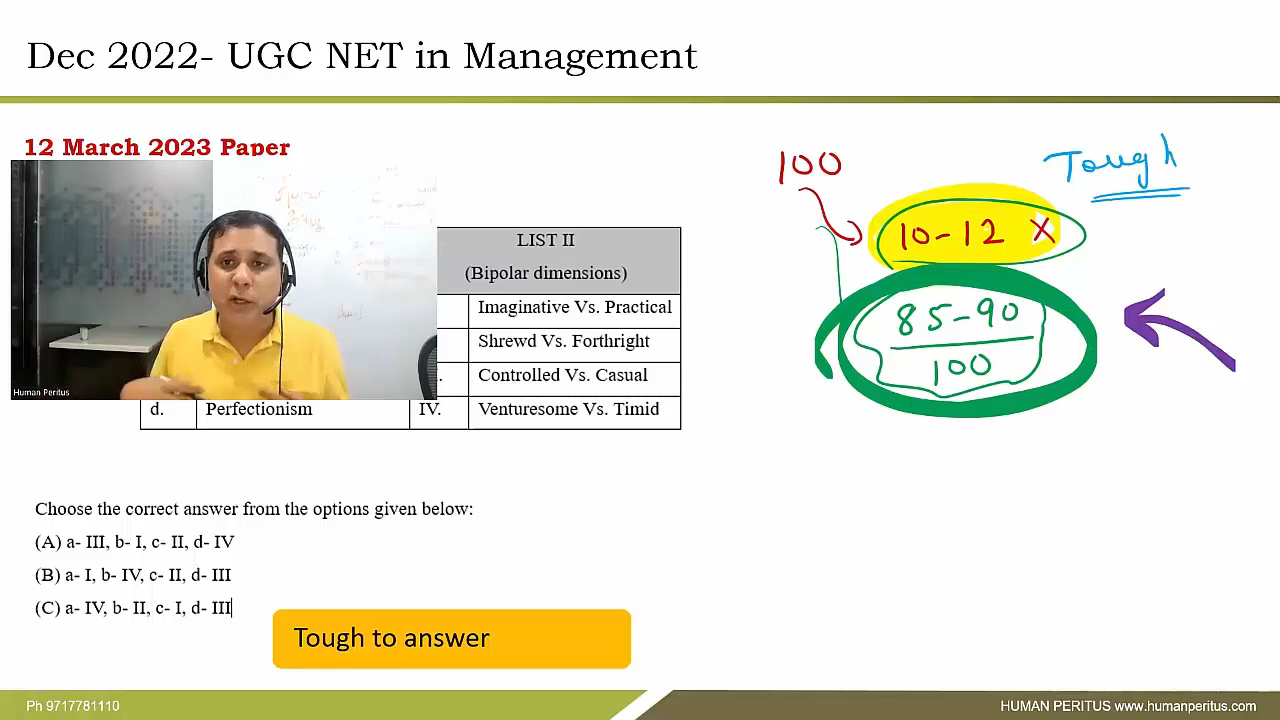 Dec 2022- UGC NET in Management
12 March 2023 Paper
100
Tough
10-12 X
85-90
100
LIST II
(Bipolar dimensions)
Imaginative Vs. Practical
Shrewd Vs. Forthright
Controlled Vs. Casual
d. Perfectionism IV. Venturesome Vs. Timid
Human Peritus
Choose the correct answer from the options given below:
(A) a- III, b- I, c- II, d- IV
(B) a- I, b- IV, c- II, d- III
(C) a- IV, b- II, c- I, d- III
Tough to answer
Ph 9717781110
HUMAN PERITUS www.humanperitus.com